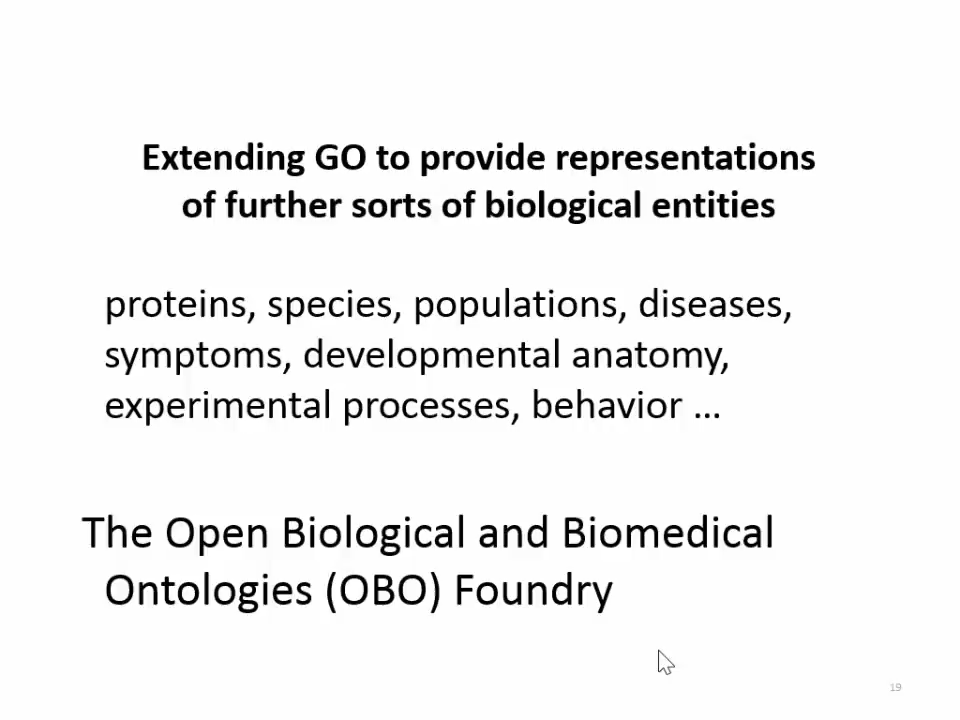 Extending GO to provide representations
of further sorts of biological entities
proteins, species, populations, diseases,
symptoms, developmental anatomy,
experimental processes, behavior …
The Open Biological and Biomedical
Ontologies (OBO) Foundry
19